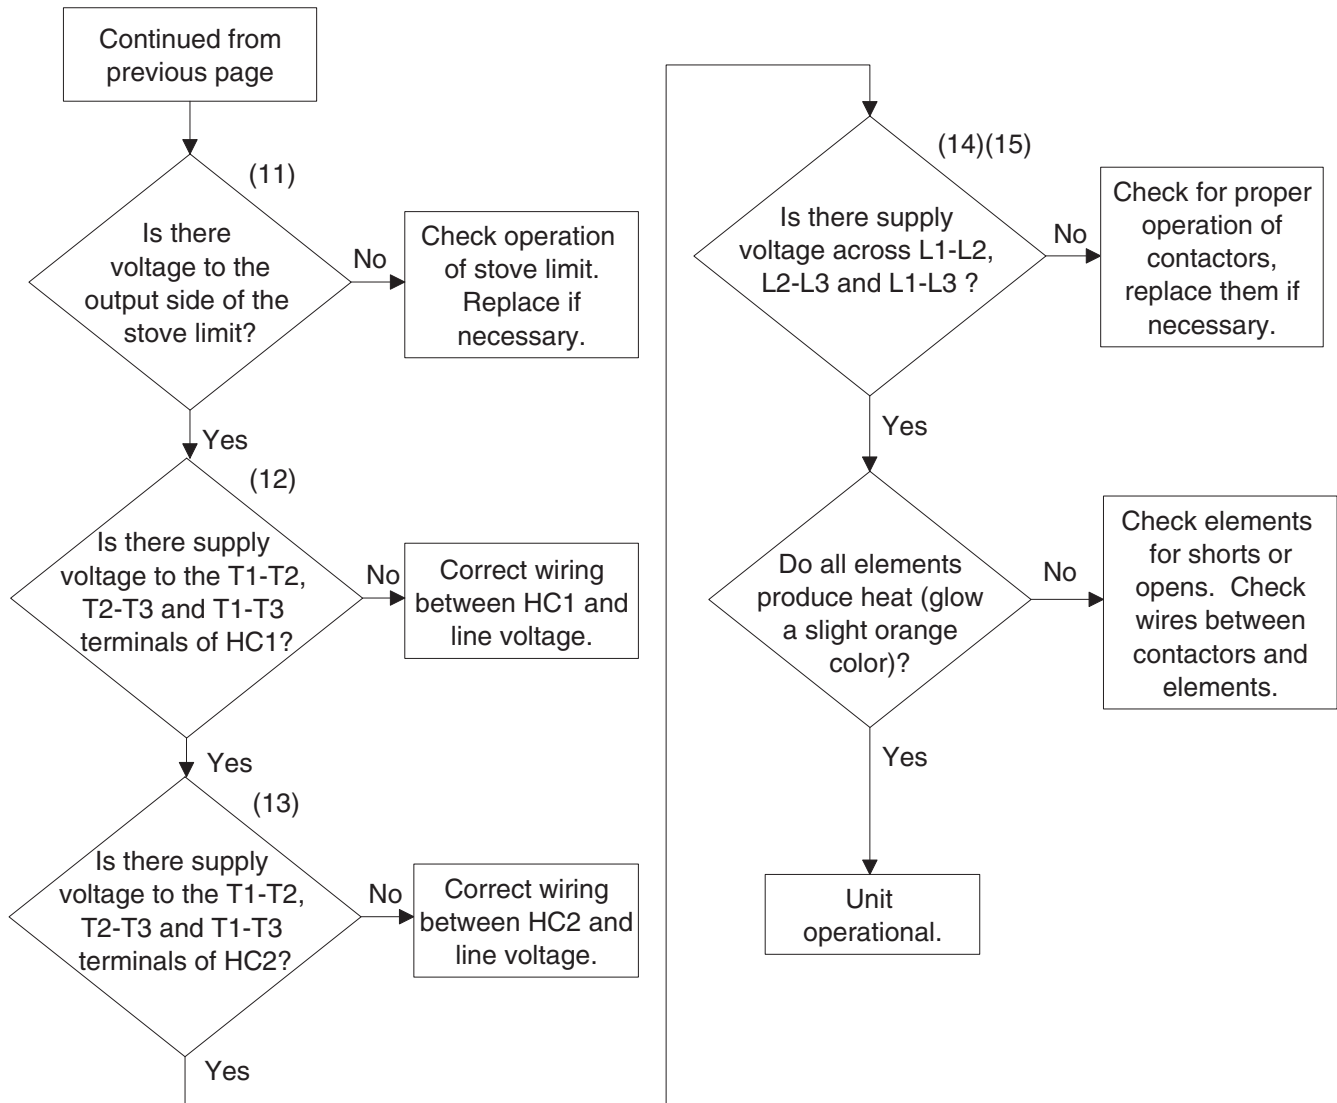 Continued from
previous page
(11)
Is there
voltage to the
output side of the
stove limit?
No
Check operation
of stove limit.
Replace if
necessary.
Yes
(12)
Is there supply
voltage to the T1-T2,
T2-T3 and T1-T3
terminals of HC1?
No
Correct wiring
between HC1 and
line voltage.
Yes
(13)
Is there supply
voltage to the T1-T2,
T2-T3 and T1-T3
terminals of HC2?
No
Correct wiring
between HC2 and
line voltage.
Yes
(14)(15)
Is there supply
voltage across L1-L2,
L2-L3 and L1-L3 ?
No
Check for proper
operation of
contactors,
replace them if
necessary.
Yes
Do all elements
produce heat (glow
a slight orange
color)?
No
Check elements
for shorts or
opens.  Check
wires between
contactors and
elements.
Yes
Unit
operational.